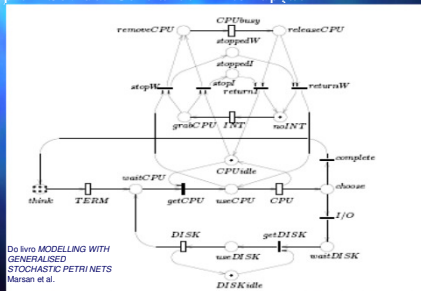 CPUbusy
removeCPU
releaseCPU
stoppedW
stoppedI
stopW
stopI
returnI
returnW
grabCPU
INT
noINT
complete
CPUidle
waitCPU
choose
think
TERM
getCPU
useCPU
CPU
I/O
DISK
getDISK
useDISK
waitDISK
DISKidle
Do livro MODELLING WITH
GENERALISED
STOCHASTIC PETRI NETS
Marsan et al.